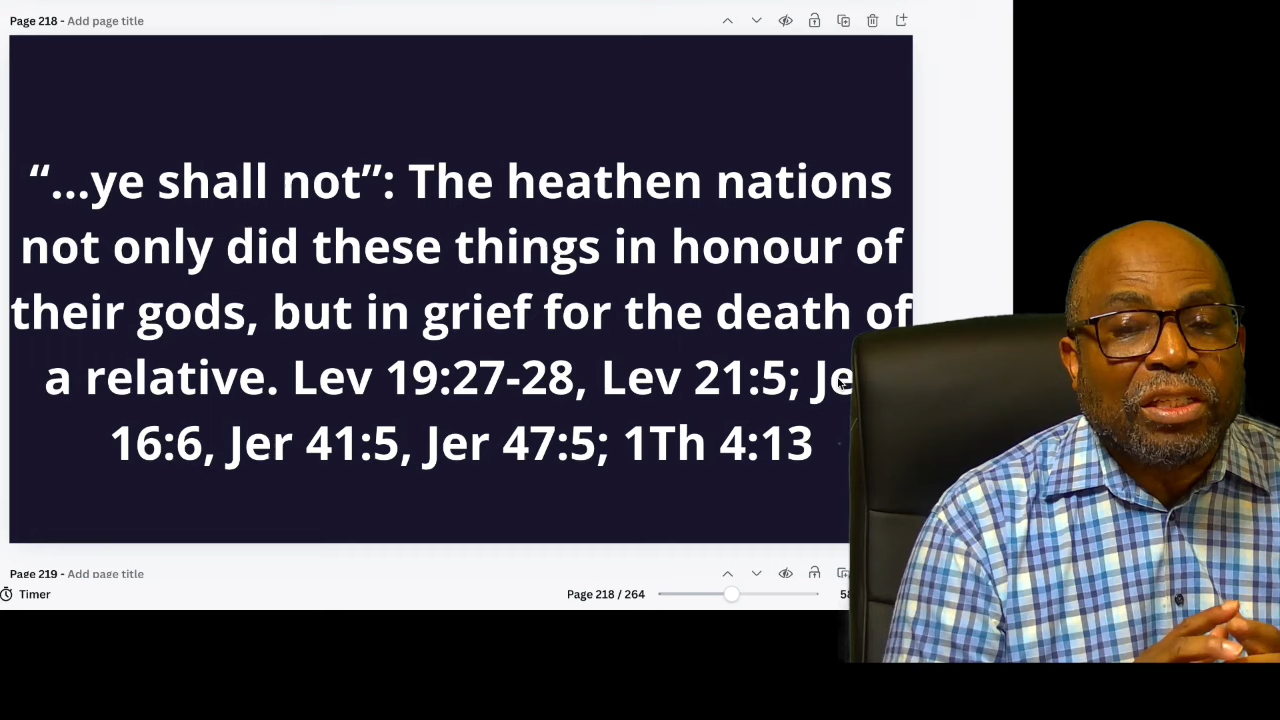 Page 218 - Add page title
“...ye shall not”: The heathen nations
not only did these things in honour of
their gods, but in grief for the death of
a relative. Lev 19:27-28, Lev 21:5; Je
16:6, Jer 41:5, Jer 47:5; 1Th 4:13
Page 219 - Add page title
Timer
Page 218 / 264